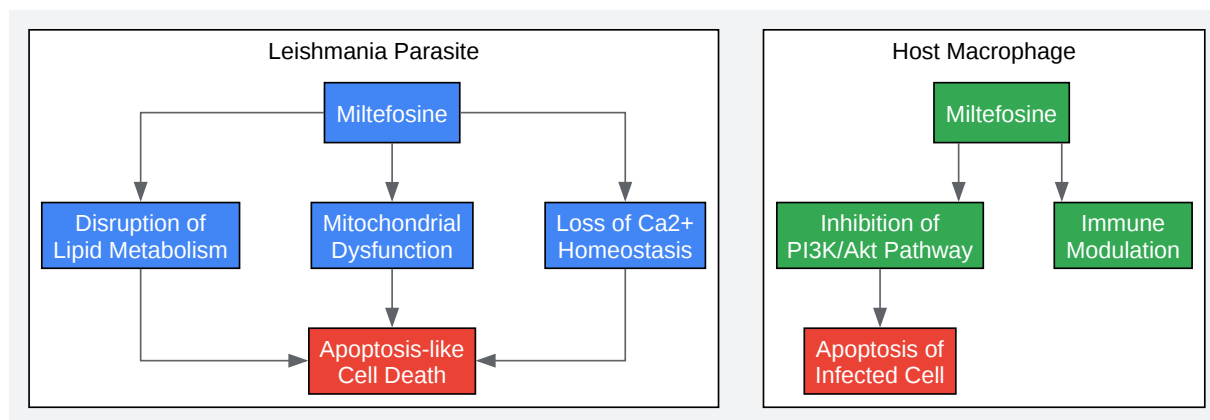 Leishmania Parasite
Miltefosine
Disruption of
Lipid Metabolism
Mitochondrial
Dysfunction
Loss of Ca2+
Homeostasis
Apoptosis-like
Cell Death
Host Macrophage
Miltefosine
Inhibition of
PI3K/Akt Pathway
Immune
Modulation
Apoptosis of
Infected Cell